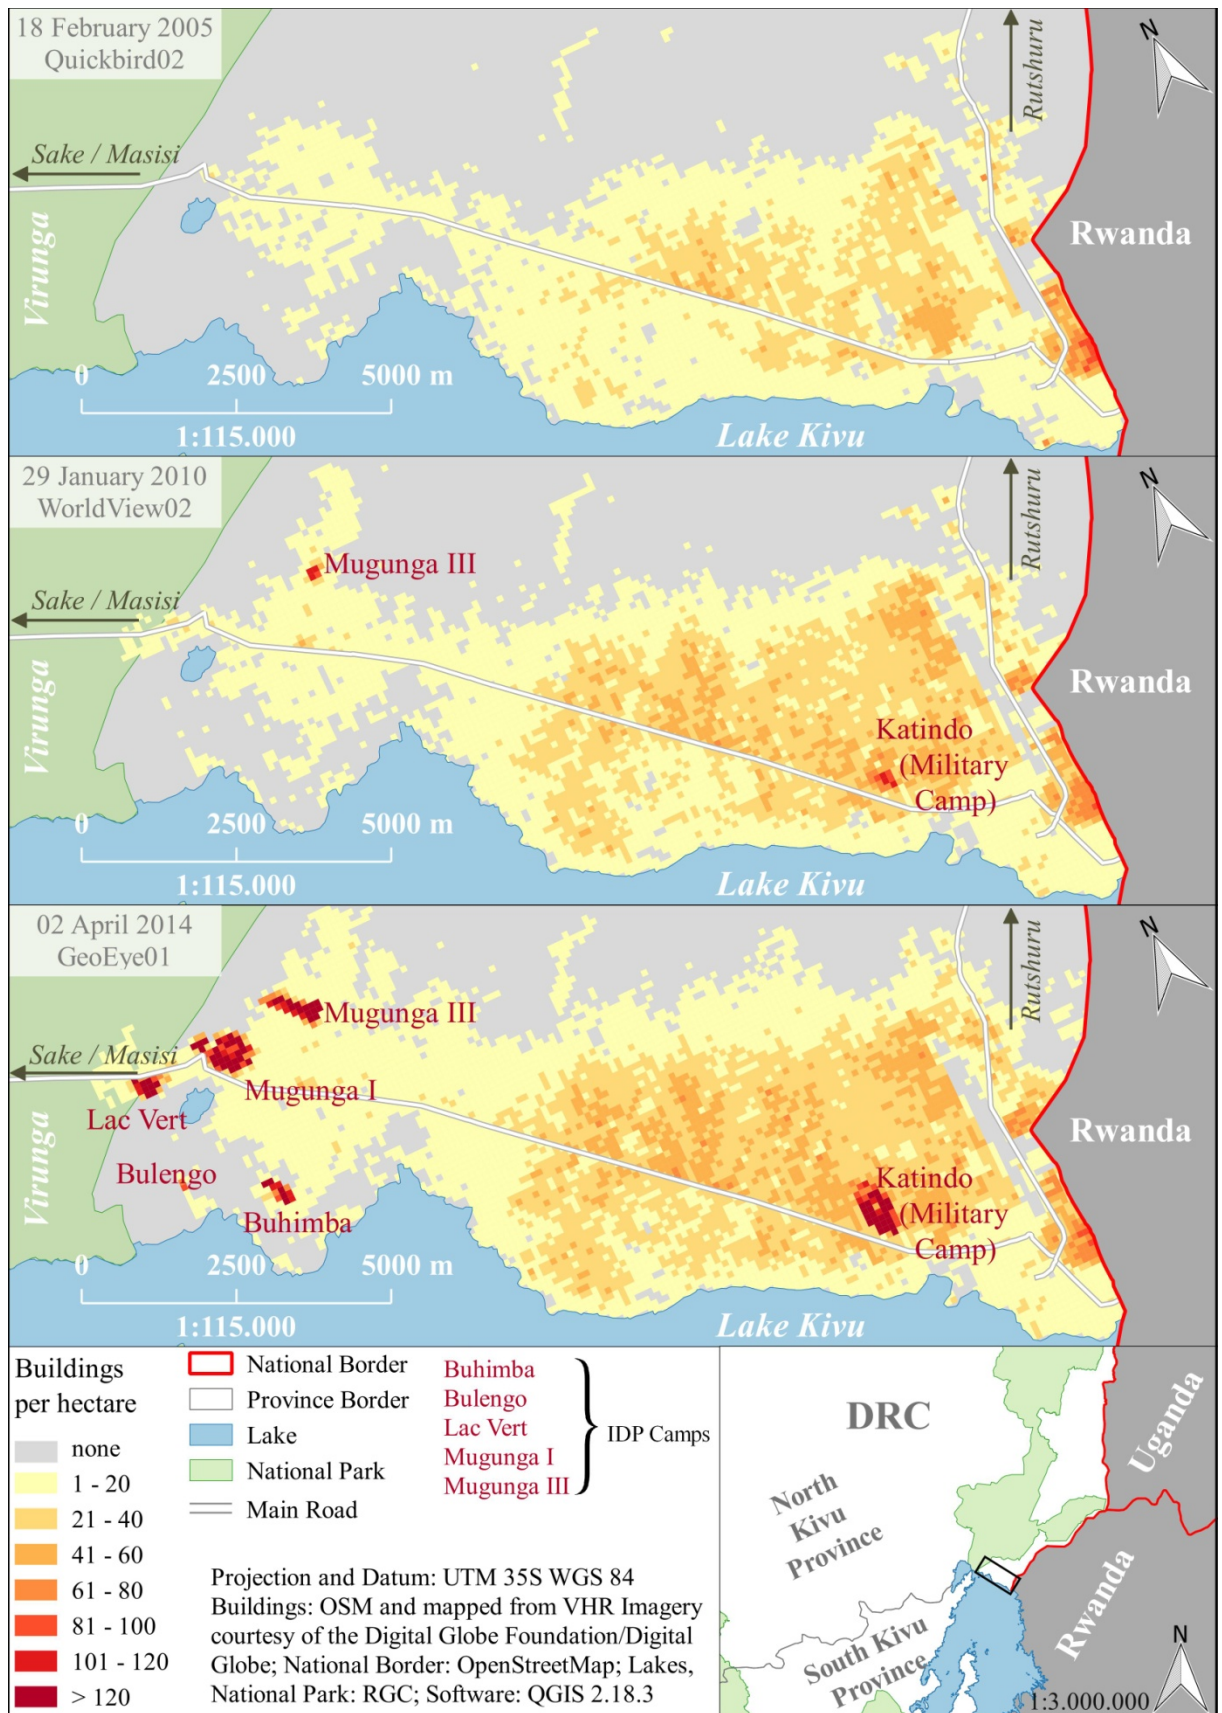 18 February 2005
Quickbird02
N
Rutshuru
Sake / Masisi
Virunga
Rwanda
0 2500 5000 m
1:115.000
Lake Kivu
29 January 2010
WorldView02
N
Rutshuru
Mugunga III
Sake / Masisi
Virunga
Rwanda
Katindo
(Military
Camp)
0 2500 5000 m
1:115.000
Lake Kivu
02 April 2014
GeoEye01
N
Rutshuru
Mugunga III
Sake / Masisi
Mugunga I
Lac Vert
Virunga
Rwanda
Bulengo
Buhimba
Katindo
(Military
Camp)
0 2500 5000 m
1:115.000
Lake Kivu
Buildings
per hectare
none
1 - 20
21 - 40
41 - 60
61 - 80
81 - 100
101 - 120
> 120
National Border
Province Border
Lake
National Park
Main Road
Buhimba
Bulengo
Lac Vert
Mugunga I
Mugunga III
IDP Camps
Projection and Datum: UTM 35S WGS 84
Buildings: OSM and mapped from VHR Imagery
courtesy of the Digital Globe Foundation/Digital
Globe; National Border: OpenStreetMap; Lakes,
National Park: RGC; Software: QGIS 2.18.3
DRC
Uganda
North
Kivu
Province
South Kivu
Province
Rwanda
N
1:3.000.000